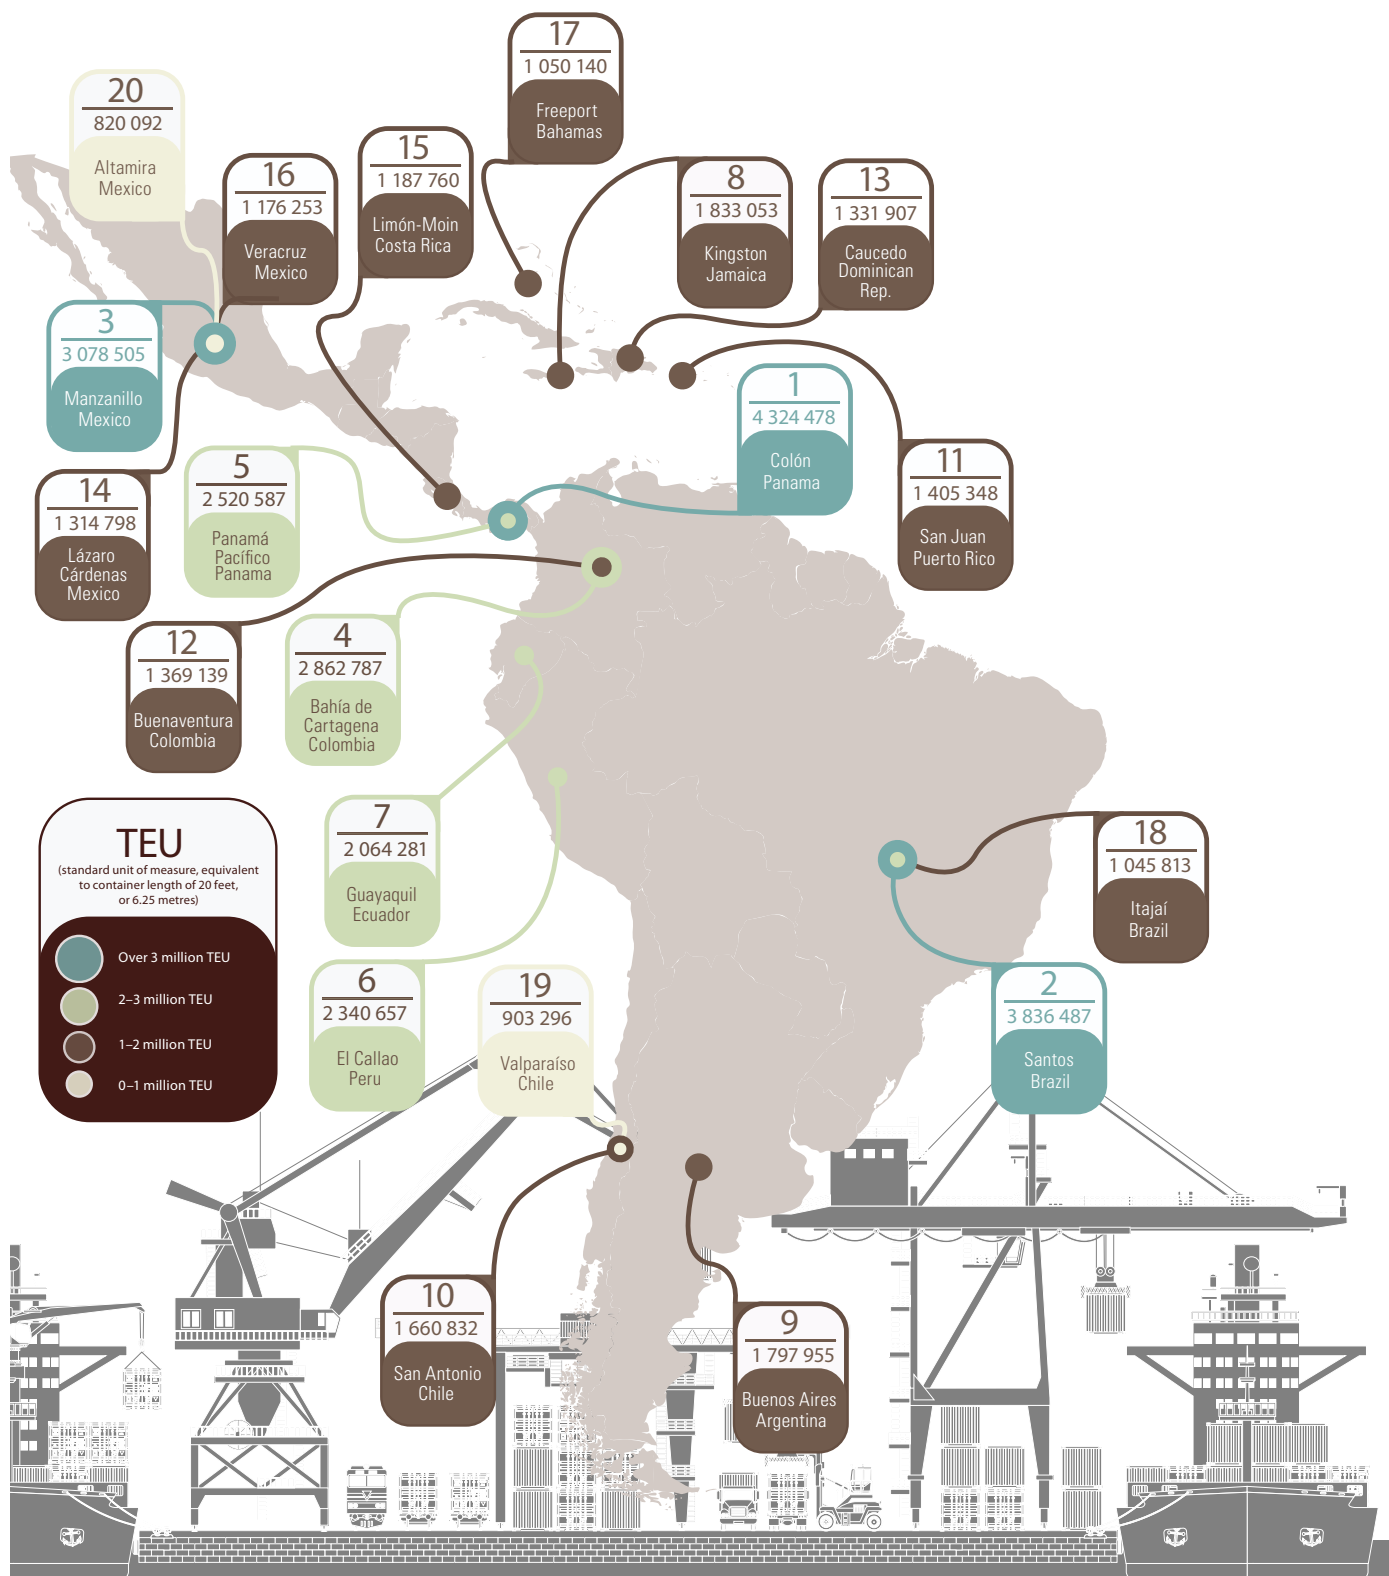 17
1 050 140
Freeport
Bahamas
20
820 092
Altamira
Mexico
15
1 187 760
Limón-Moin
Costa Rica
16
1 176 253
Veracruz
Mexico
8
1 833 053
Kingston
Jamaica
13
1 331 907
Caucedo
Dominican
Rep.
3
3 078 505
Manzanillo
Mexico
1
4 324 478
Colón
Panama
5
2 520 587
Panamá
Pacífico
Panama
11
1 405 348
San Juan
Puerto Rico
14
1 314 798
Lázaro
Cárdenas
Mexico
12
1 369 139
Buenaventura
Colombia
4
2 862 787
Bahía de
Cartagena
Colombia
7
2 064 281
Guayaquil
Ecuador
TEU
(standard unit of measure, equivalent
to container length of 20 feet,
or 6.25 metres)
Over 3 million TEU
2–3 million TEU
1–2 million TEU
0–1 million TEU
18
1 045 813
Itajaí
Brazil
6
2 340 657
El Callao
Peru
19
903 296
Valparaíso
Chile
2
3 836 487
Santos
Brazil
10
1 660 832
San Antonio
Chile
9
1 797 955
Buenos Aires
Argentina